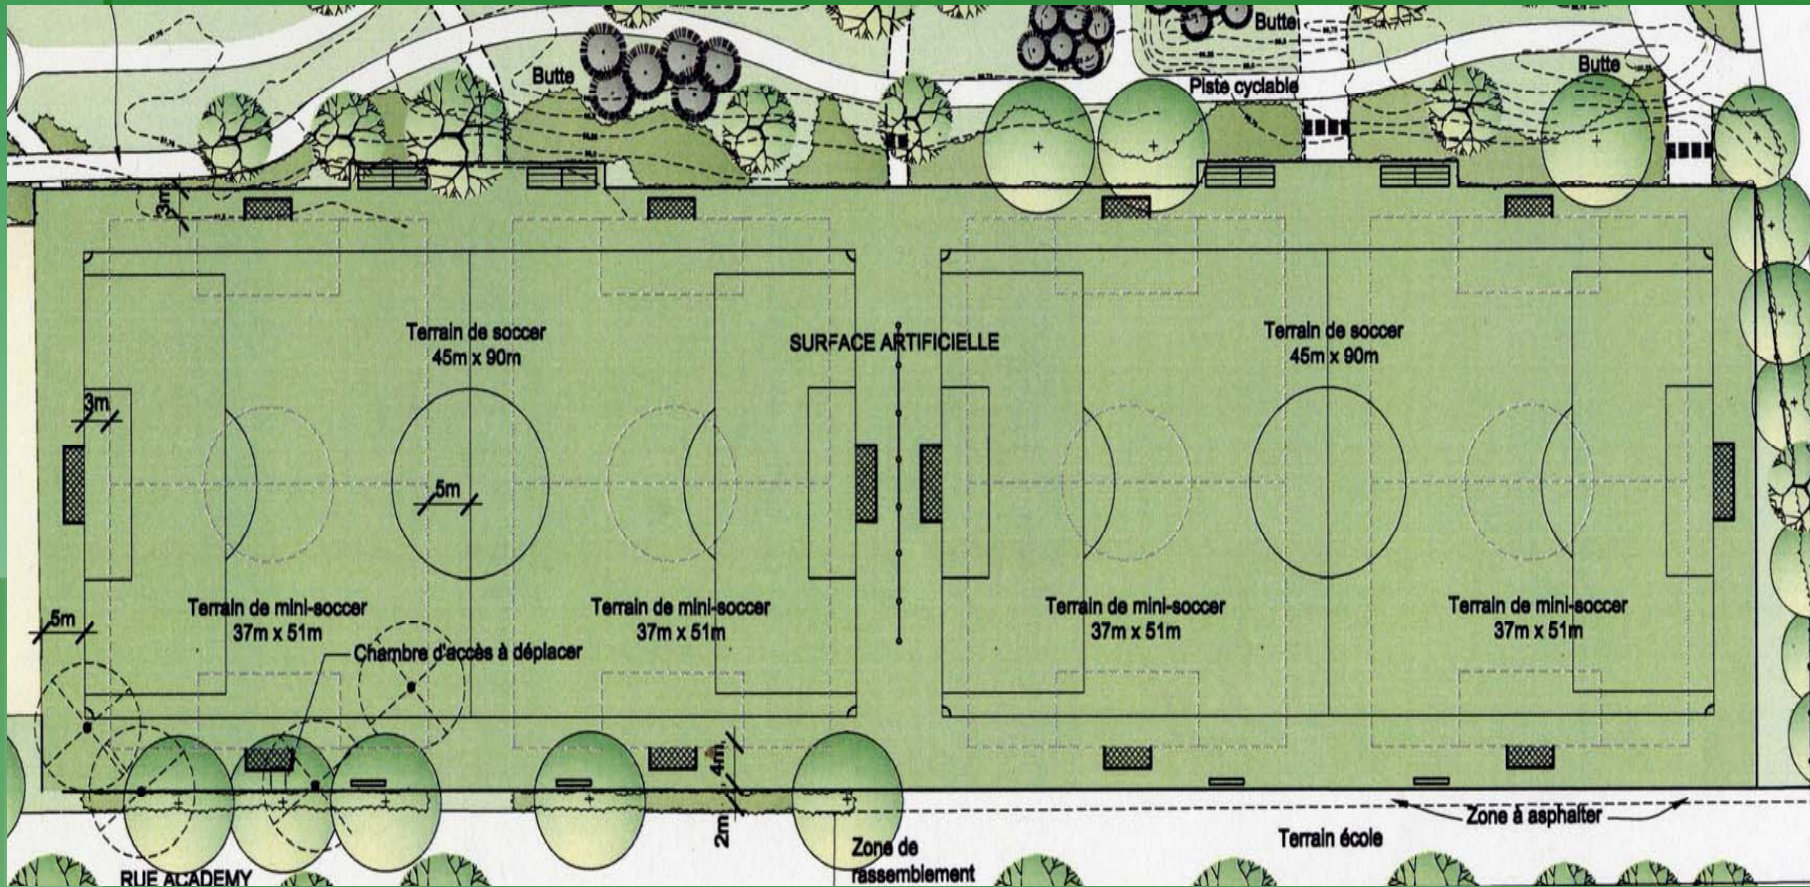 Butte
Butte
Butte
Piste cyclable
3m
Terrain de soccer
45m x 90m
SURFACE ARTIFICIELLE
Terrain de soccer
45m x 90m
3m
5m
Terrain de mini-soccer
37m x 51m
Terrain de mini-soccer
37m x 51m
Terrain de mini-soccer
37m x 51m
Terrain de mini-soccer
37m x 51m
5m
Chambre d'accès à déplacer
4m
2m
Zone à asphalter
Terrain école
Zone de
rassemblement
RUE ACADEMY